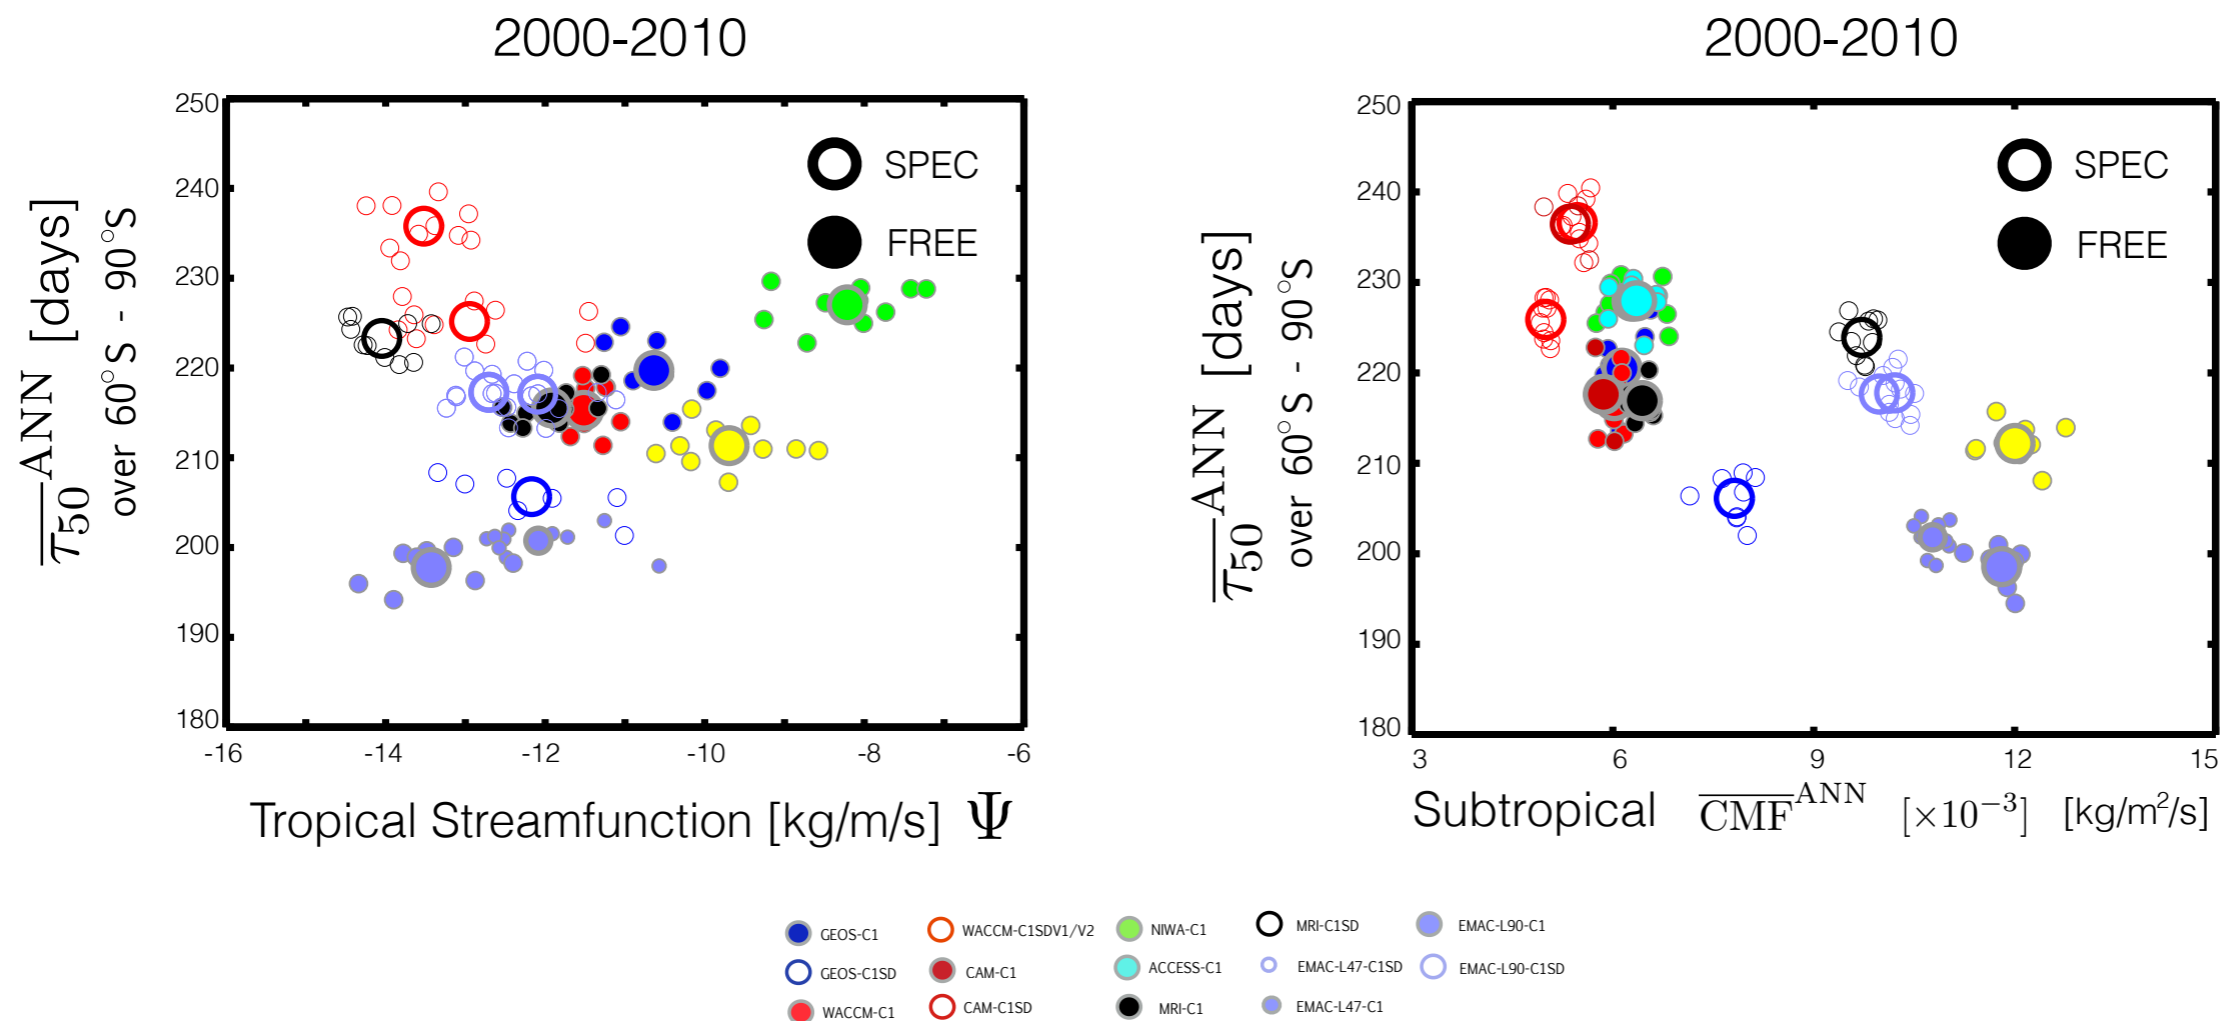 2000-2010
2000-2010
250
240
230
220
210
200
190
180
-16
-14
-12
-10
-8
-6
SPEC
FREE
τ50 ANN [days]
over 60°S - 90°S
Tropical Streamfunction [kg/m/s] Ψ
250
240
230
220
210
200
190
180
3
6
9
12
15
SPEC
FREE
τ50 ANN [days]
over 60°S - 90°S
Subtropical CMF ANN [×10⁻³] [kg/m²/s]
GEOS-C1
WACCM-C1SDV1/V2
NIWA-C1
MRI-C1SD
EMAC-L90-C1
GEOS-C1SD
CAM-C1
ACCESS-C1
EMAC-L47-C1SD
EMAC-L90-C1SD
WACCM-C1
CAM-C1SD
MRI-C1
EMAC-L47-C1